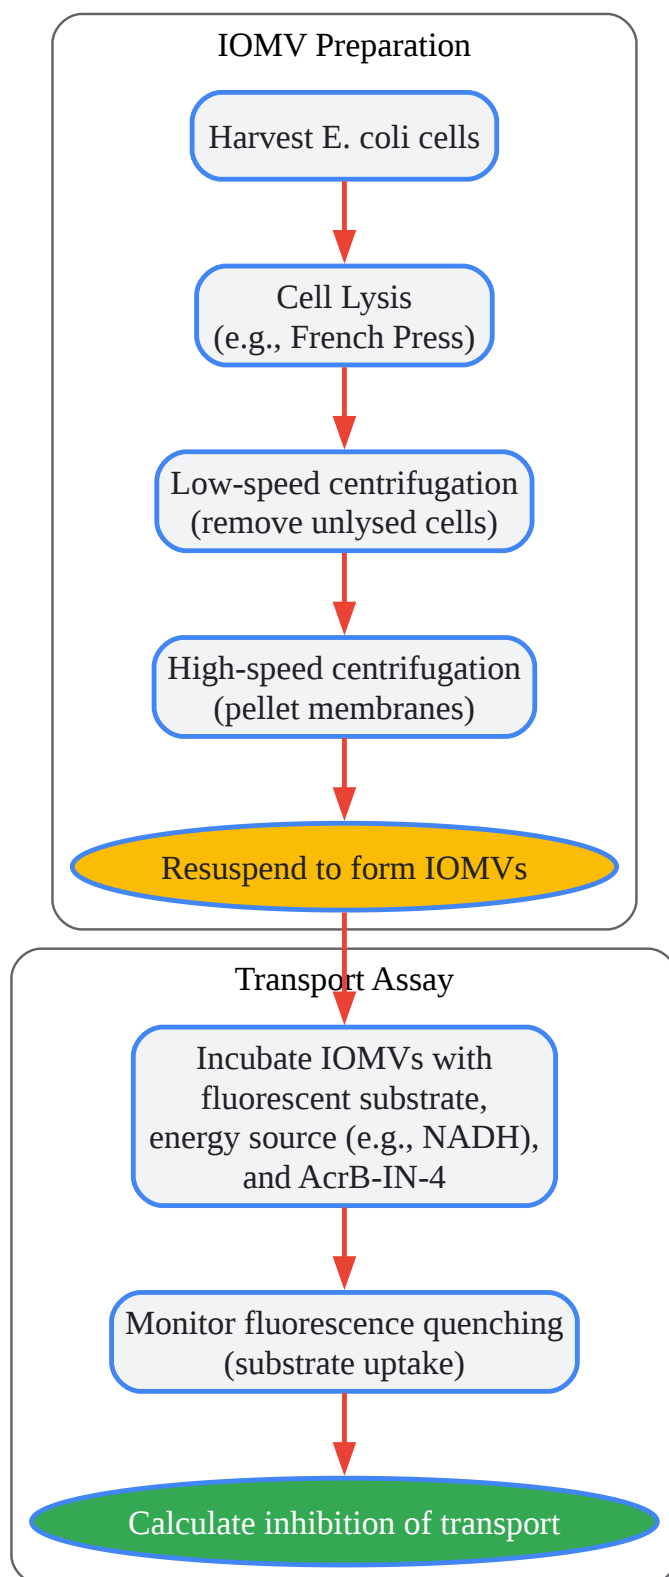 IOMV Preparation
Harvest E. coli cells
Cell Lysis
(e.g., French Press)
Low-speed centrifugation
(remove unlysed cells)
High-speed centrifugation
(pellet membranes)
Resuspend to form IOMVs
Transport Assay
Incubate IOMVs with
fluorescent substrate,
energy source (e.g., NADH),
and AcrB-IN-4
Monitor fluorescence quenching
(substrate uptake)
Calculate inhibition of transport